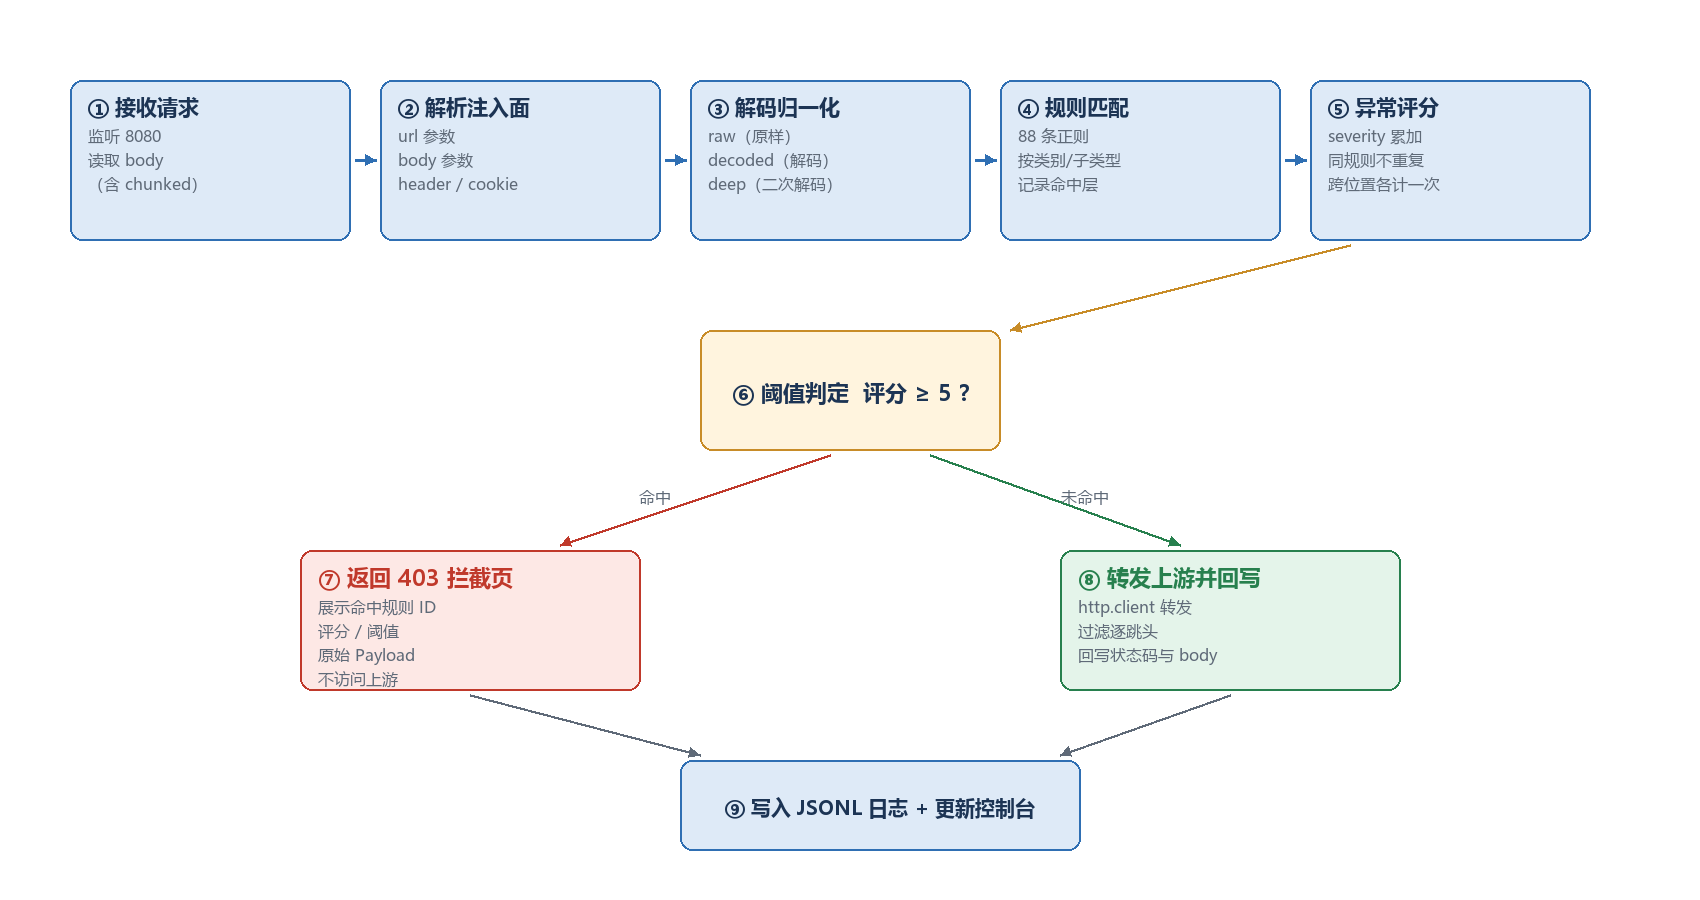 ① 接收请求
监听 8080
读取 body
（含 chunked）
② 解析注入面
url 参数
body 参数
header / cookie
③ 解码归一化
raw（原样）
decoded（解码）
deep（二次解码）
④ 规则匹配
88 条正则
按类别/子类型
记录命中层
⑤ 异常评分
severity 累加
同规则不重复
跨位置各计一次
⑥ 阈值判定 评分 ≥ 5 ?
命中
未命中
⑦ 返回 403 拦截页
展示命中规则 ID
评分 / 阈值
原始 Payload
不访问上游
⑧ 转发上游并回写
http.client 转发
过滤逐跳头
回写状态码与 body
⑨ 写入 JSONL 日志 + 更新控制台